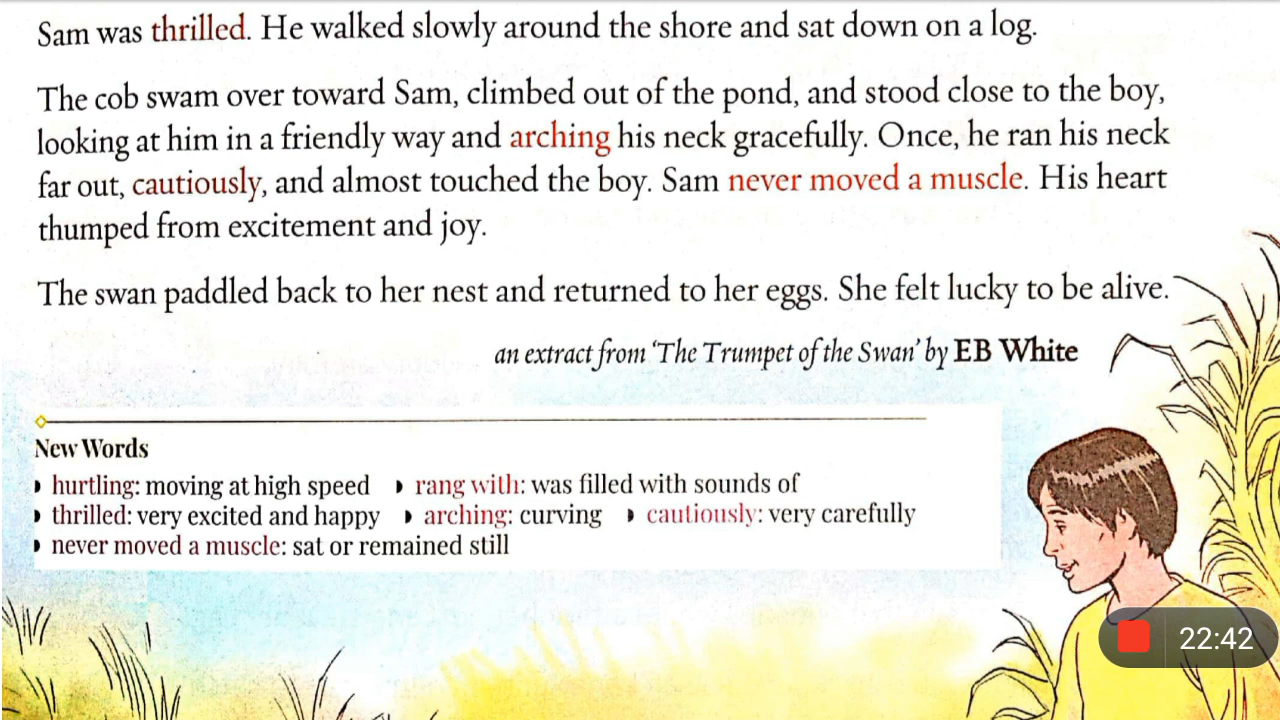 Sam was thrilled. He walked slowly around the shore and sat down on a log.
The cob swam over toward Sam, climbed out of the pond, and stood close to the boy,
looking at him in a friendly way and arching his neck gracefully. Once, he ran his neck
far out, cautiously, and almost touched the boy. Sam never moved a muscle. His heart
thumped from excitement and joy.
The swan paddled back to her nest and returned to her eggs. She felt lucky to be alive.
an extract from ‘The Trumpet of the Swan’ by EB White
New Words
hurtling: moving at high speed rang with: was filled with sounds of
thrilled: very excited and happy arching: curving cautiously: very carefully
never moved a muscle: sat or remained still
22:42